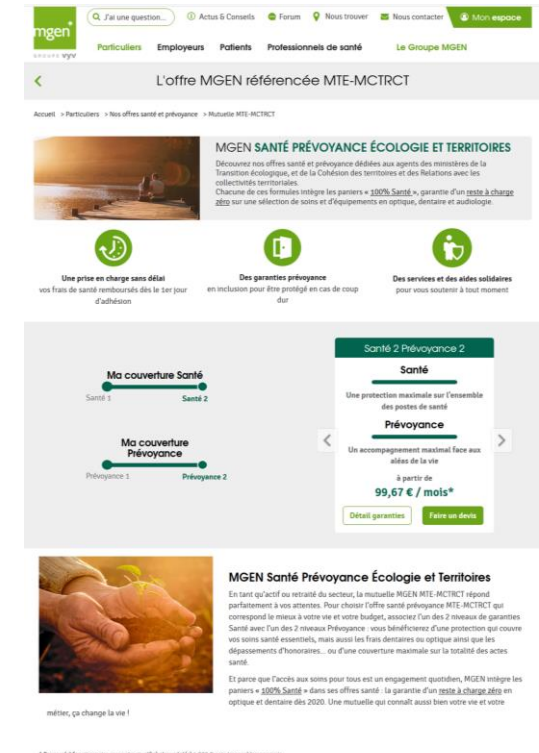 mgen
GROUPE vyv
J'ai une question...
Actus & Conseils
Forum
Nous trouver
Nous contacter
Mon espace
Particuliers
Employeurs
Patients
Professionnels de santé
Le Groupe MGEN
L'offre MGEN référencée MTE-MCTRCT
Accueil > Particuliers > Nos offres santé et prévoyance > Mutuelle MTE-MCTRCT
MGEN SANTÉ PRÉVOYANCE ÉCOLOGIE ET TERRITOIRES
Découvrez nos offres santé et prévoyance dédiées aux agents des ministères de la
Transition écologique, et de la Cohésion des territoires et des Relations avec les
collectivités territoriales.
Chacune de ces formules intègre les paniers « 100% Santé », garantie d'un reste à charge
zéro sur une sélection de soins et d'équipements en optique, dentaire et audiologie.
Une prise en charge sans délai
vos frais de santé remboursés dès le 1er jour
d'adhésion
Des garanties prévoyance
en inclusion pour être protégé en cas de coup
dur
Des services et des aides solidaires
pour vous soutenir à tout moment
Ma couverture Santé
Santé 1
Santé 2
Ma couverture
Prévoyance
Prévoyance 1
Prévoyance 2
Santé 2 Prévoyance 2
Santé
Une protection maximale sur l'ensemble
des postes de santé
Prévoyance
Un accompagnement maximal face aux
aléas de la vie
à partir de
99,67 € / mois*
Détail garanties
Faire un devis
MGEN Santé Prévoyance Écologie et Territoires
En tant qu'actif ou retraité du secteur, la mutuelle MGEN MTE-MCTRCT répond
parfaitement à vos attentes. Pour choisir l'offre santé prévoyance MTE-MCTRCT qui
correspond le mieux à votre vie et votre budget, associez l'un des 2 niveaux de garanties
Santé avec l'un des 2 niveaux Prévoyance : vous bénéficierez d'une protection qui couvre
vos soins santé essentiels, mais aussi les frais dentaires ou optique ainsi que les
dépassements d'honoraires... ou d'une couverture maximale sur la totalité des actes
santé.
Et parce que l'accès aux soins pour tous est un engagement quotidien, MGEN intègre les
paniers « 100% Santé » dans ses offres santé : la garantie d'un reste à charge zéro en
optique et dentaire dès 2020. Une mutuelle qui connaît aussi bien votre vie et votre
métier, ça change la vie !